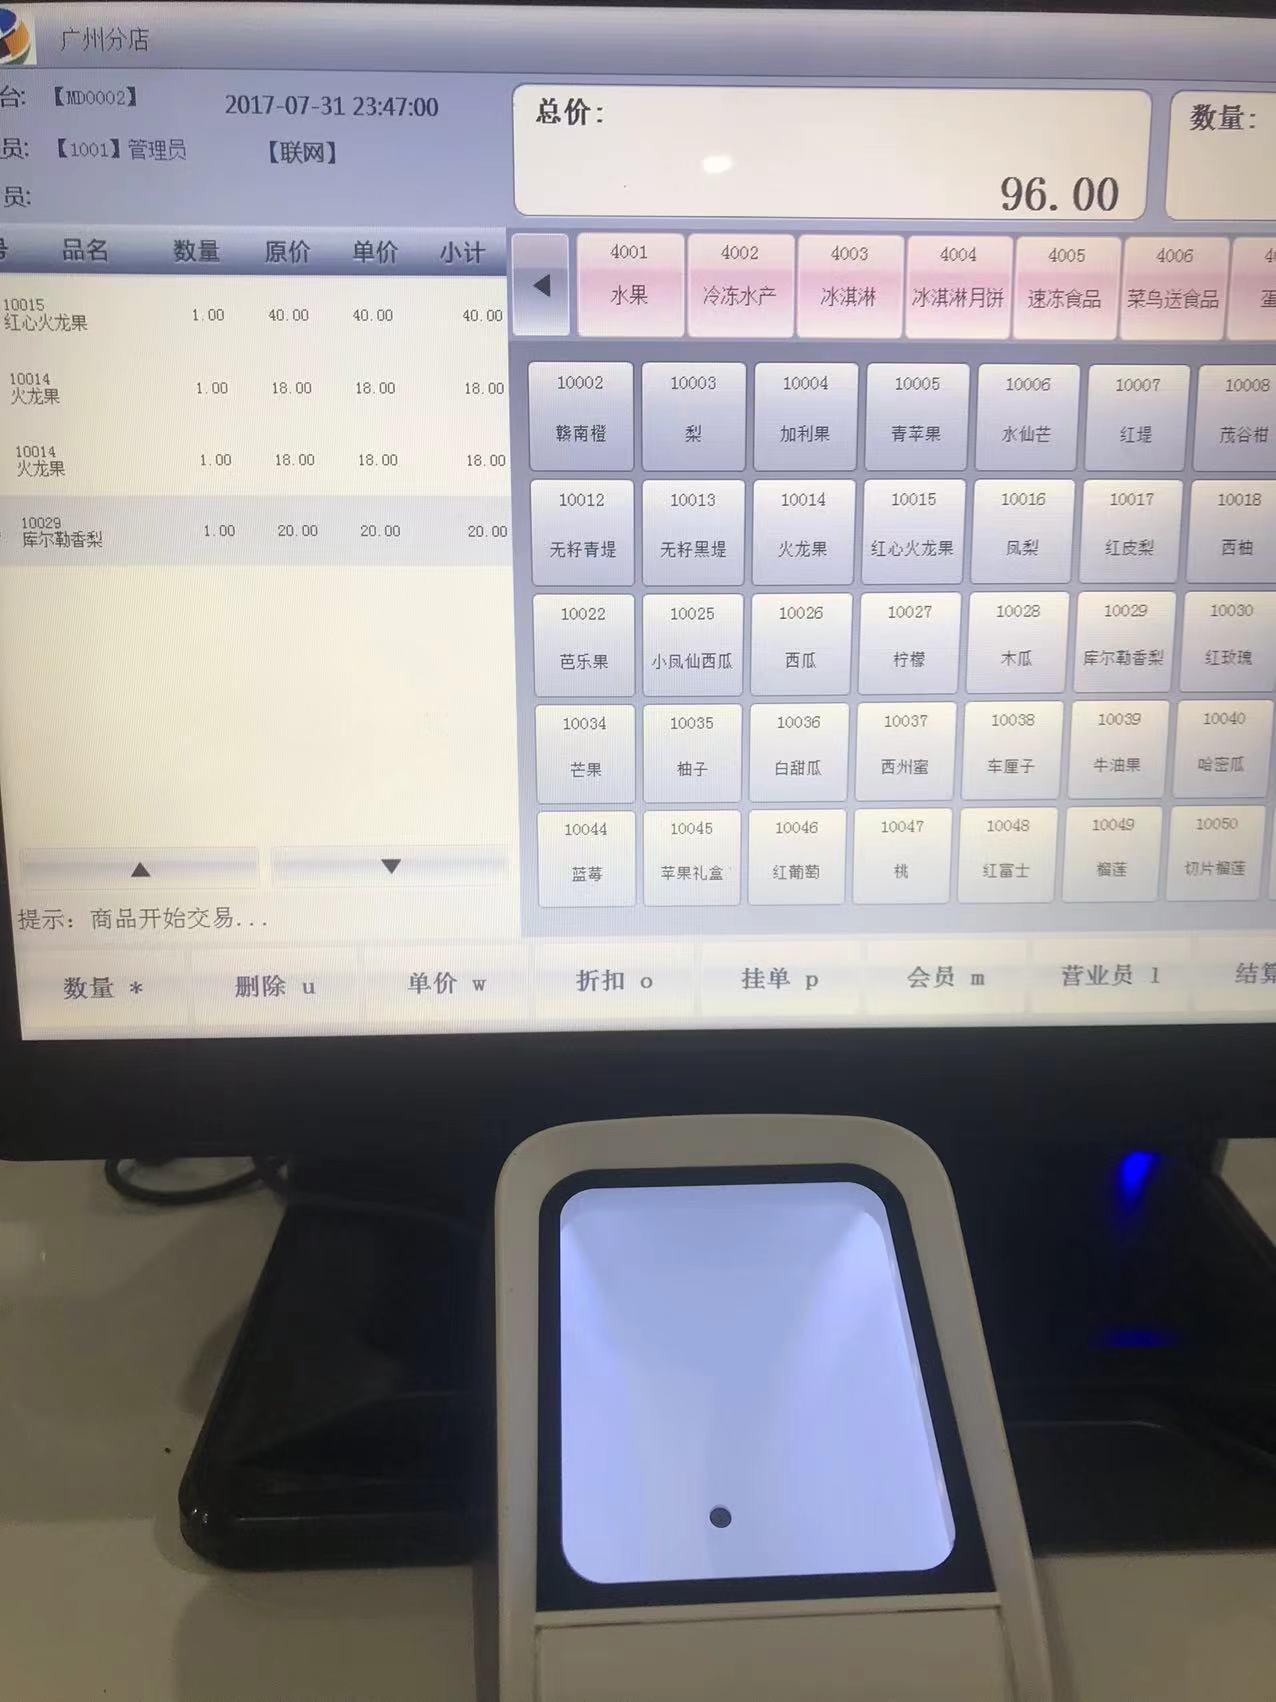 广州分店
台: 【MD0002】 2017-07-31 23:47:00
员: 【1001】管理员 【联网】
员:
总价:
96.00
数量:
号 品名 数量 原价 单价 小计
10015
红心火龙果 1.00 40.00 40.00 40.00
10014
火龙果 1.00 18.00 18.00 18.00
10014
火龙果 1.00 18.00 18.00 18.00
10029
库尔勒香梨 1.00 20.00 20.00 20.00
提示: 商品开始交易...
4001 4002 4003 4004 4005 4006
水果 冷冻水产 冰淇淋 冰淇淋月饼 速冻食品 菜鸟送食品 蛋
10002 10003 10004 10005 10006 10007 10008
赣南橙 梨 加利果 青苹果 水仙芒 红堤 茂谷柑
10012 10013 10014 10015 10016 10017 10018
无籽青堤 无籽黑堤 火龙果 红心火龙果 凤梨 红皮梨 西柚
10022 10025 10026 10027 10028 10029 10030
芭乐果 小凤仙西瓜 西瓜 柠檬 木瓜 库尔勒香梨 红玫瑰
10034 10035 10036 10037 10038 10039 10040
芒果 柚子 白甜瓜 西州蜜 车厘子 牛油果 哈密瓜
10044 10045 10046 10047 10048 10049 10050
蓝莓 苹果礼盒 红葡萄 桃 红富士 榴莲 切片榴莲
数量 * 删除 u 单价 w 折扣 o 挂单 p 会员 m 营业员 l 结算